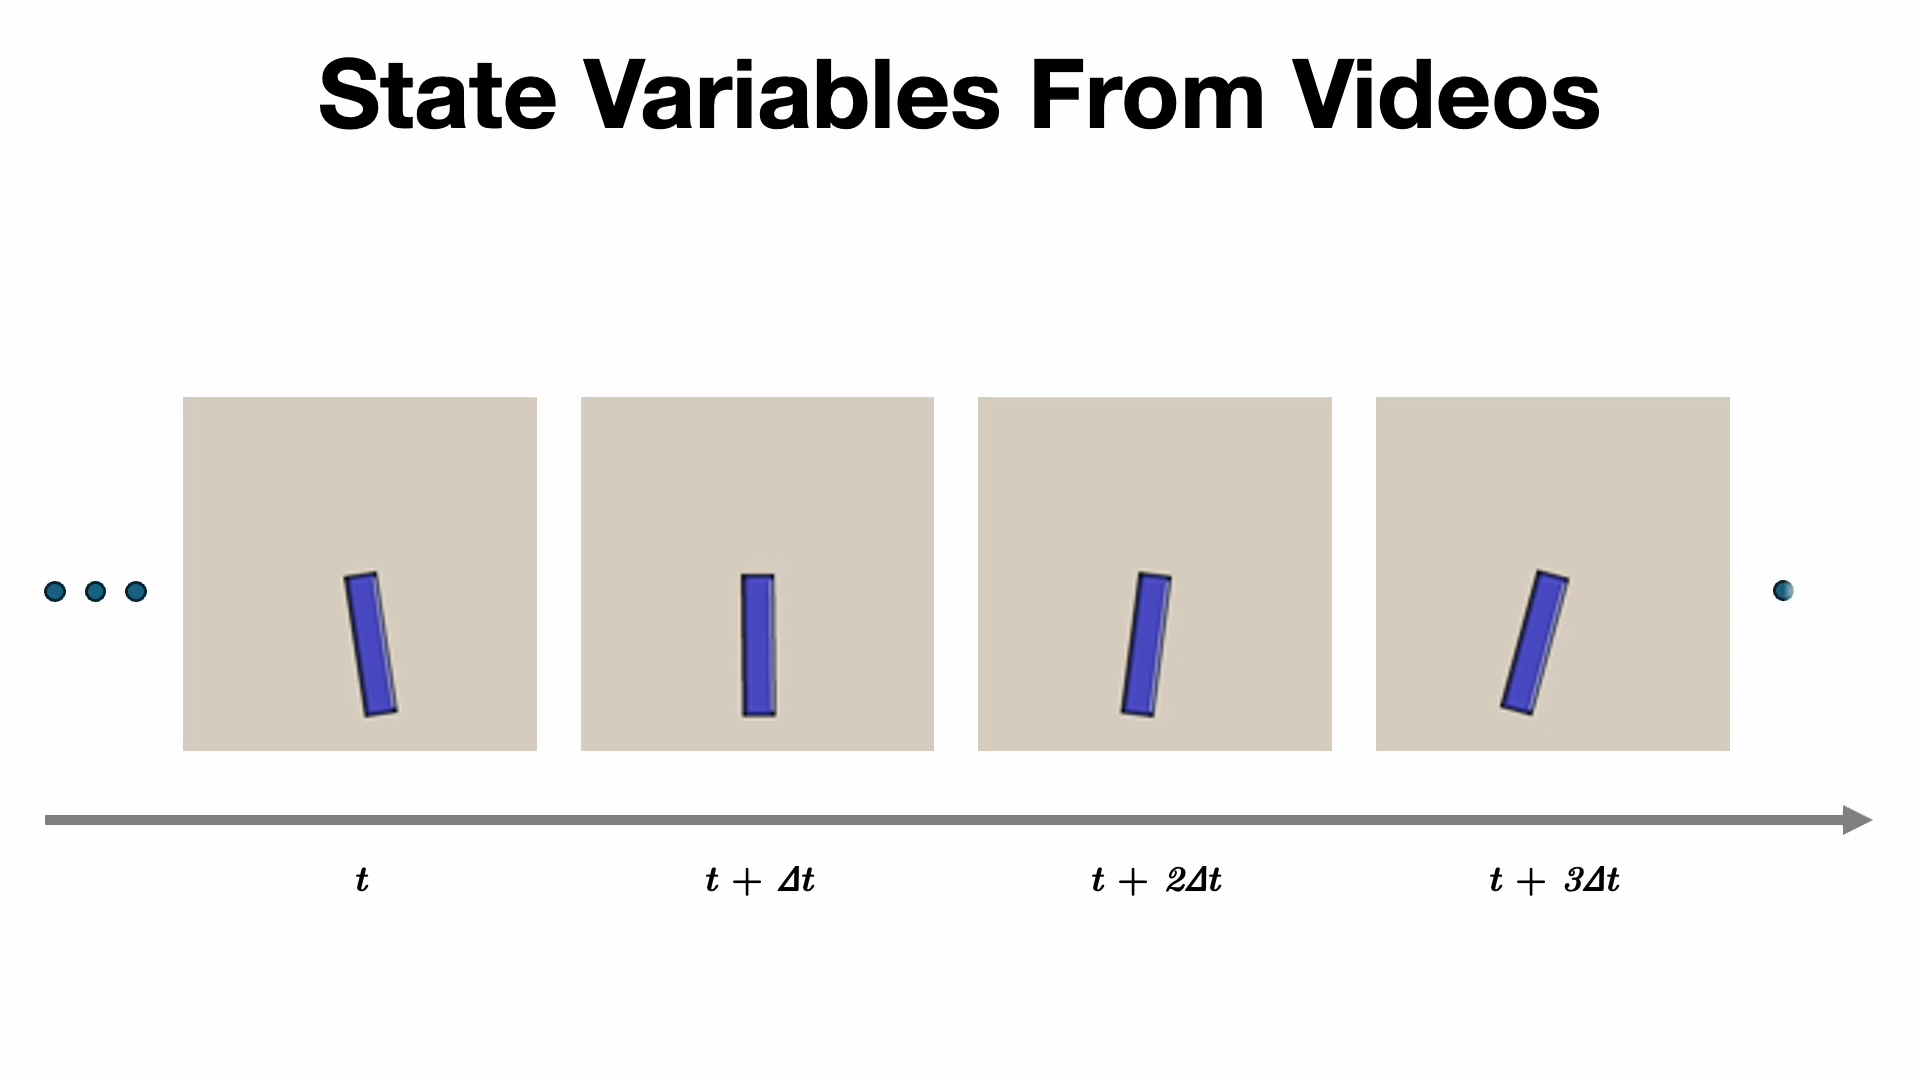 State Variables From Videos
t
t + Δt
t + 2Δt
t + 3Δt